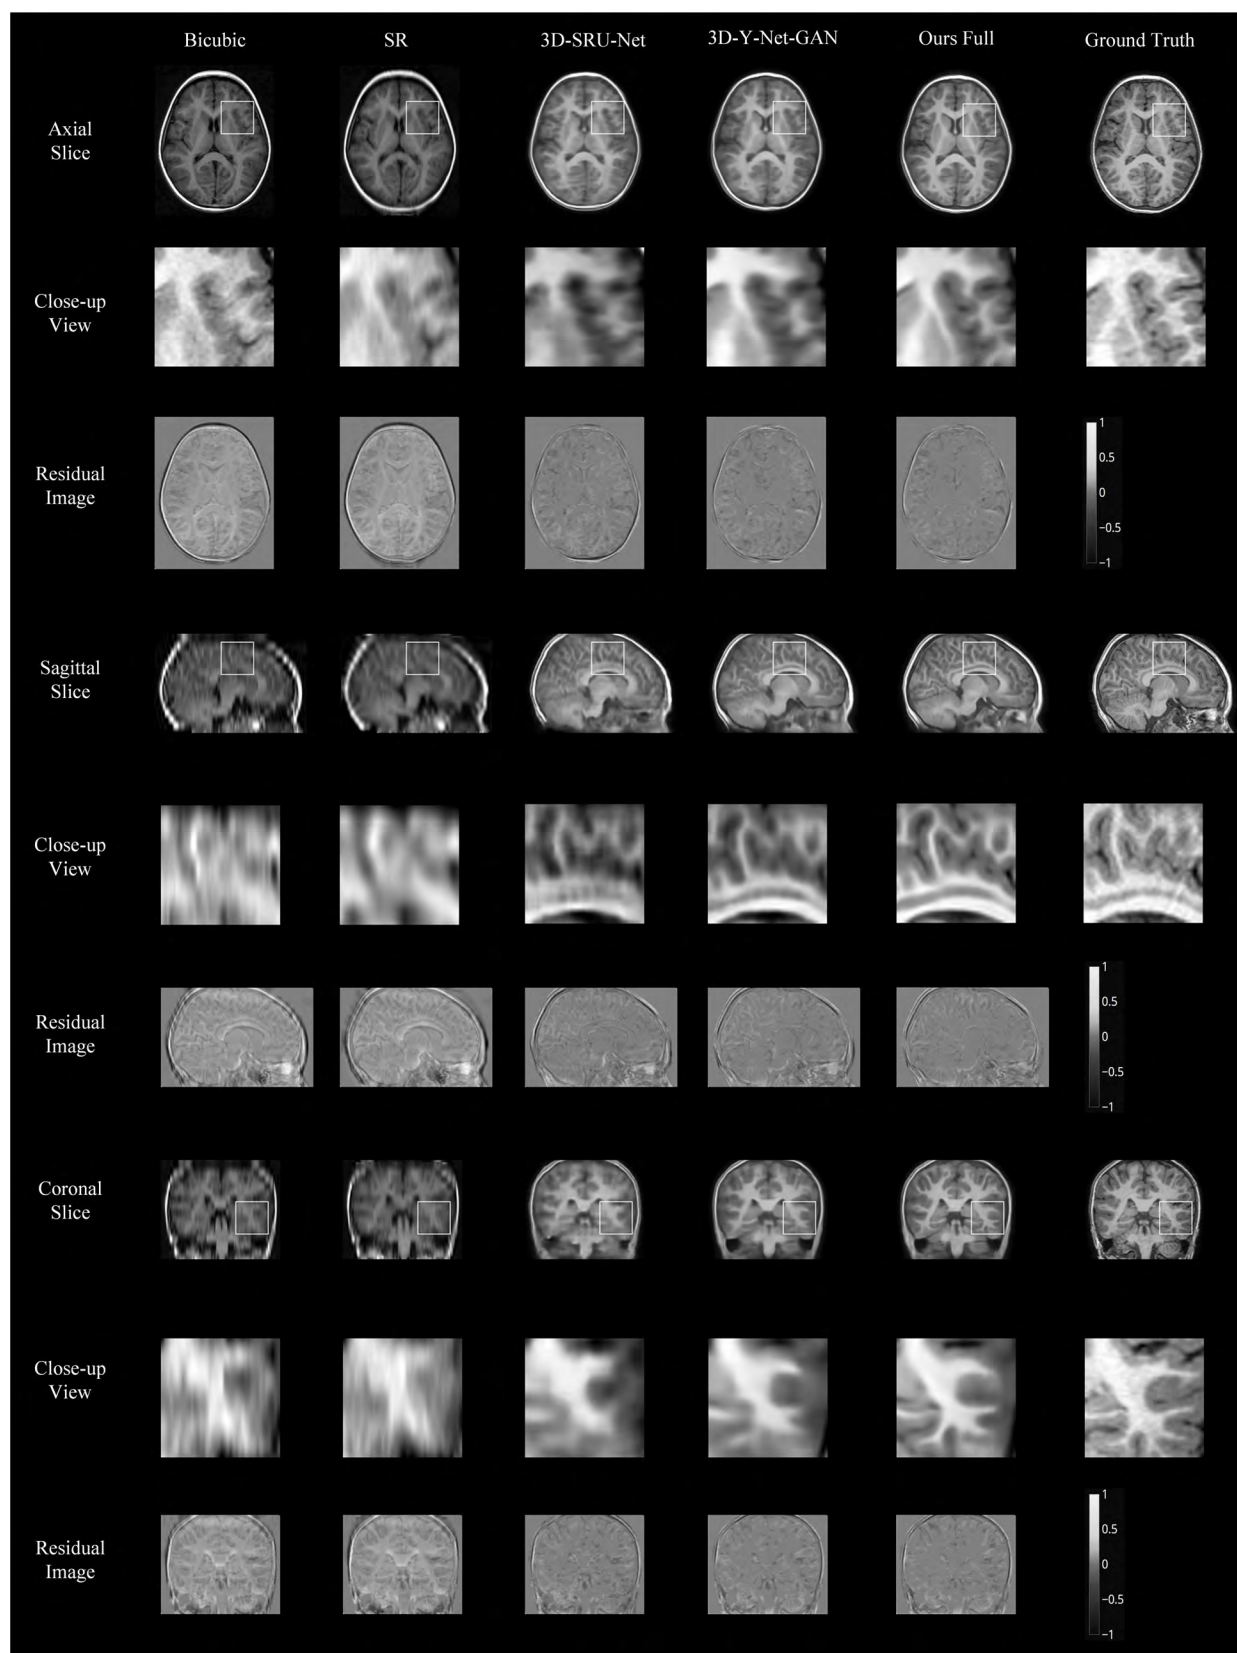 Bicubic SR 3D-SRU-Net 3D-Y-Net-GAN Ours Full Ground Truth
Axial
Slice
Close-up
View
Residual
Image
1
0.5
0
−0.5
−1
Sagittal
Slice
Close-up
View
Residual
Image
1
0.5
0
−0.5
−1
Coronal
Slice
Close-up
View
Residual
Image
1
0.5
0
−0.5
−1